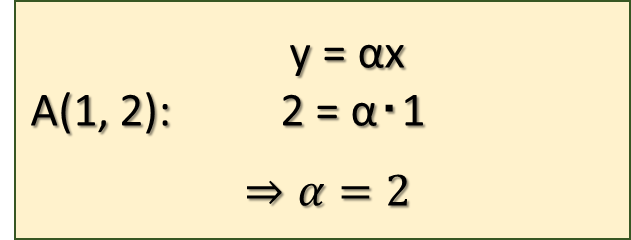 y = αx
A(1, 2): 2 = α · 1
⇒ α = 2